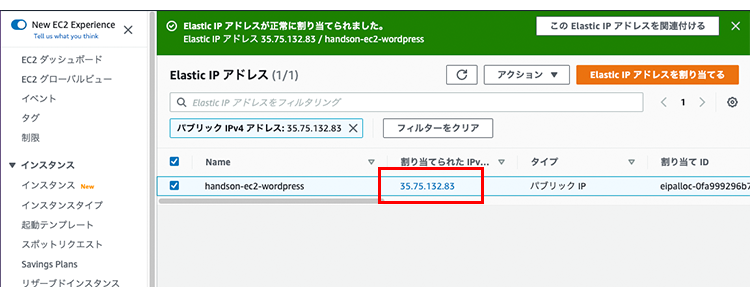 New EC2 Experience
Tell us what you think
EC2 ダッシュボード
EC2 グローバルビュー
イベント
タグ
制限
インスタンス
インスタンス New
インスタンスタイプ
起動テンプレート
スポットリクエスト
Savings Plans
リザーブドインスタンス
Elastic IP アドレスが正常に割り当てられました。
Elastic IP アドレス 35.75.132.83 / handson-ec2-wordpress
この Elastic IP アドレスを関連付ける
Elastic IP アドレス (1/1)
アクション
Elastic IP アドレスを割り当てる
Elastic IP アドレスをフィルタリング
1
パブリック IPv4 アドレス: 35.75.132.83
フィルターをクリア
Name 割り当てられた IPv... タイプ 割り当て ID
handson-ec2-wordpress 35.75.132.83 パブリック IP eipalloc-0fa999296b7